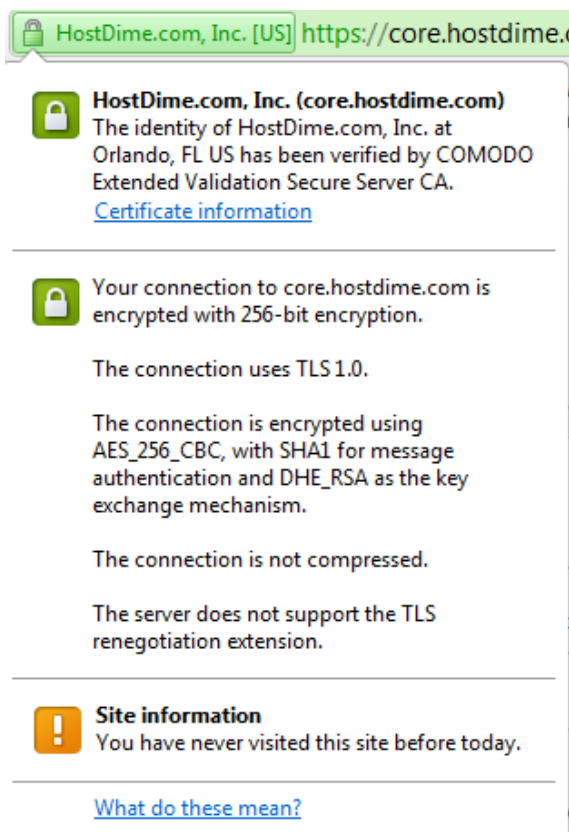 HostDime.com, Inc. [US] https://core.hostdime.
HostDime.com, Inc. (core.hostdime.com)
The identity of HostDime.com, Inc. at
Orlando, FL US has been verified by COMODO
Extended Validation Secure Server CA.
Certificate information
Your connection to core.hostdime.com is
encrypted with 256-bit encryption.
The connection uses TLS 1.0.
The connection is encrypted using
AES_256_CBC, with SHA1 for message
authentication and DHE_RSA as the key
exchange mechanism.
The connection is not compressed.
The server does not support the TLS
renegotiation extension.
Site information
You have never visited this site before today.
What do these mean?